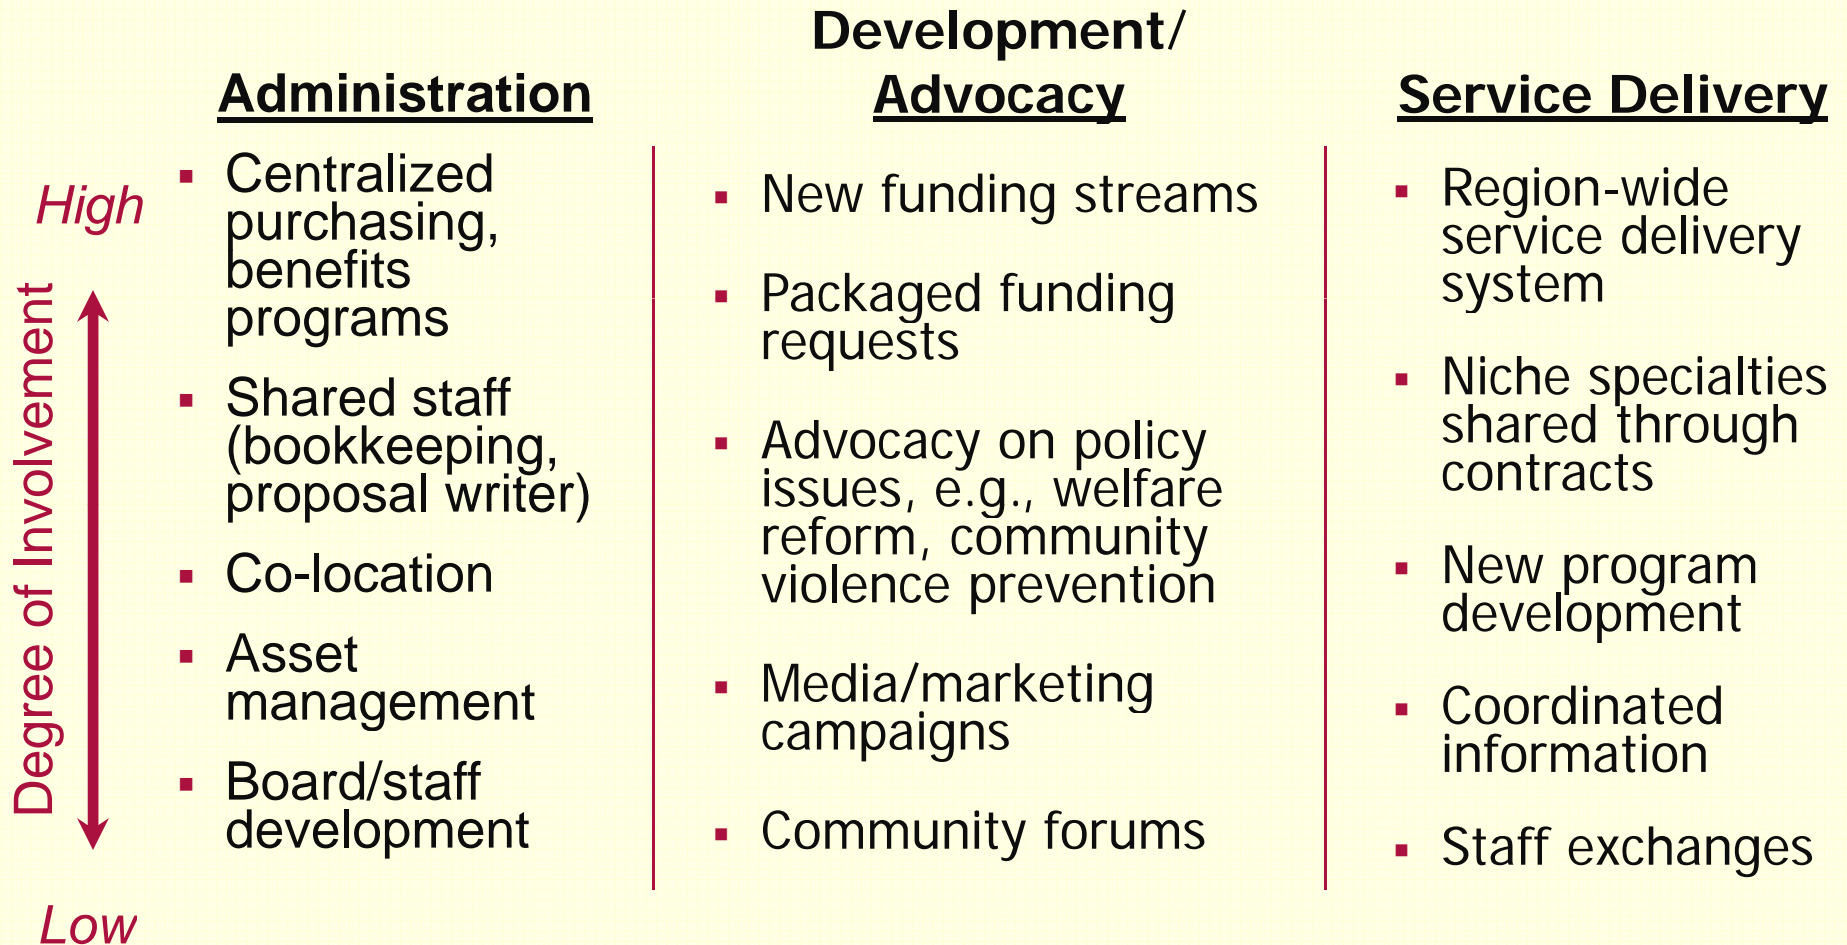 Administration
Development/
Advocacy
Service Delivery
High
Degree of Involvement
Low
▪ Centralized
purchasing,
benefits
programs
▪ Shared staff
(bookkeeping,
proposal writer)
▪ Co-location
▪ Asset
management
▪ Board/staff
development
▪ New funding streams
▪ Packaged funding
requests
▪ Advocacy on policy
issues, e.g., welfare
reform, community
violence prevention
▪ Media/marketing
campaigns
▪ Community forums
▪ Region-wide
service delivery
system
▪ Niche specialties
shared through
contracts
▪ New program
development
▪ Coordinated
information
▪ Staff exchanges